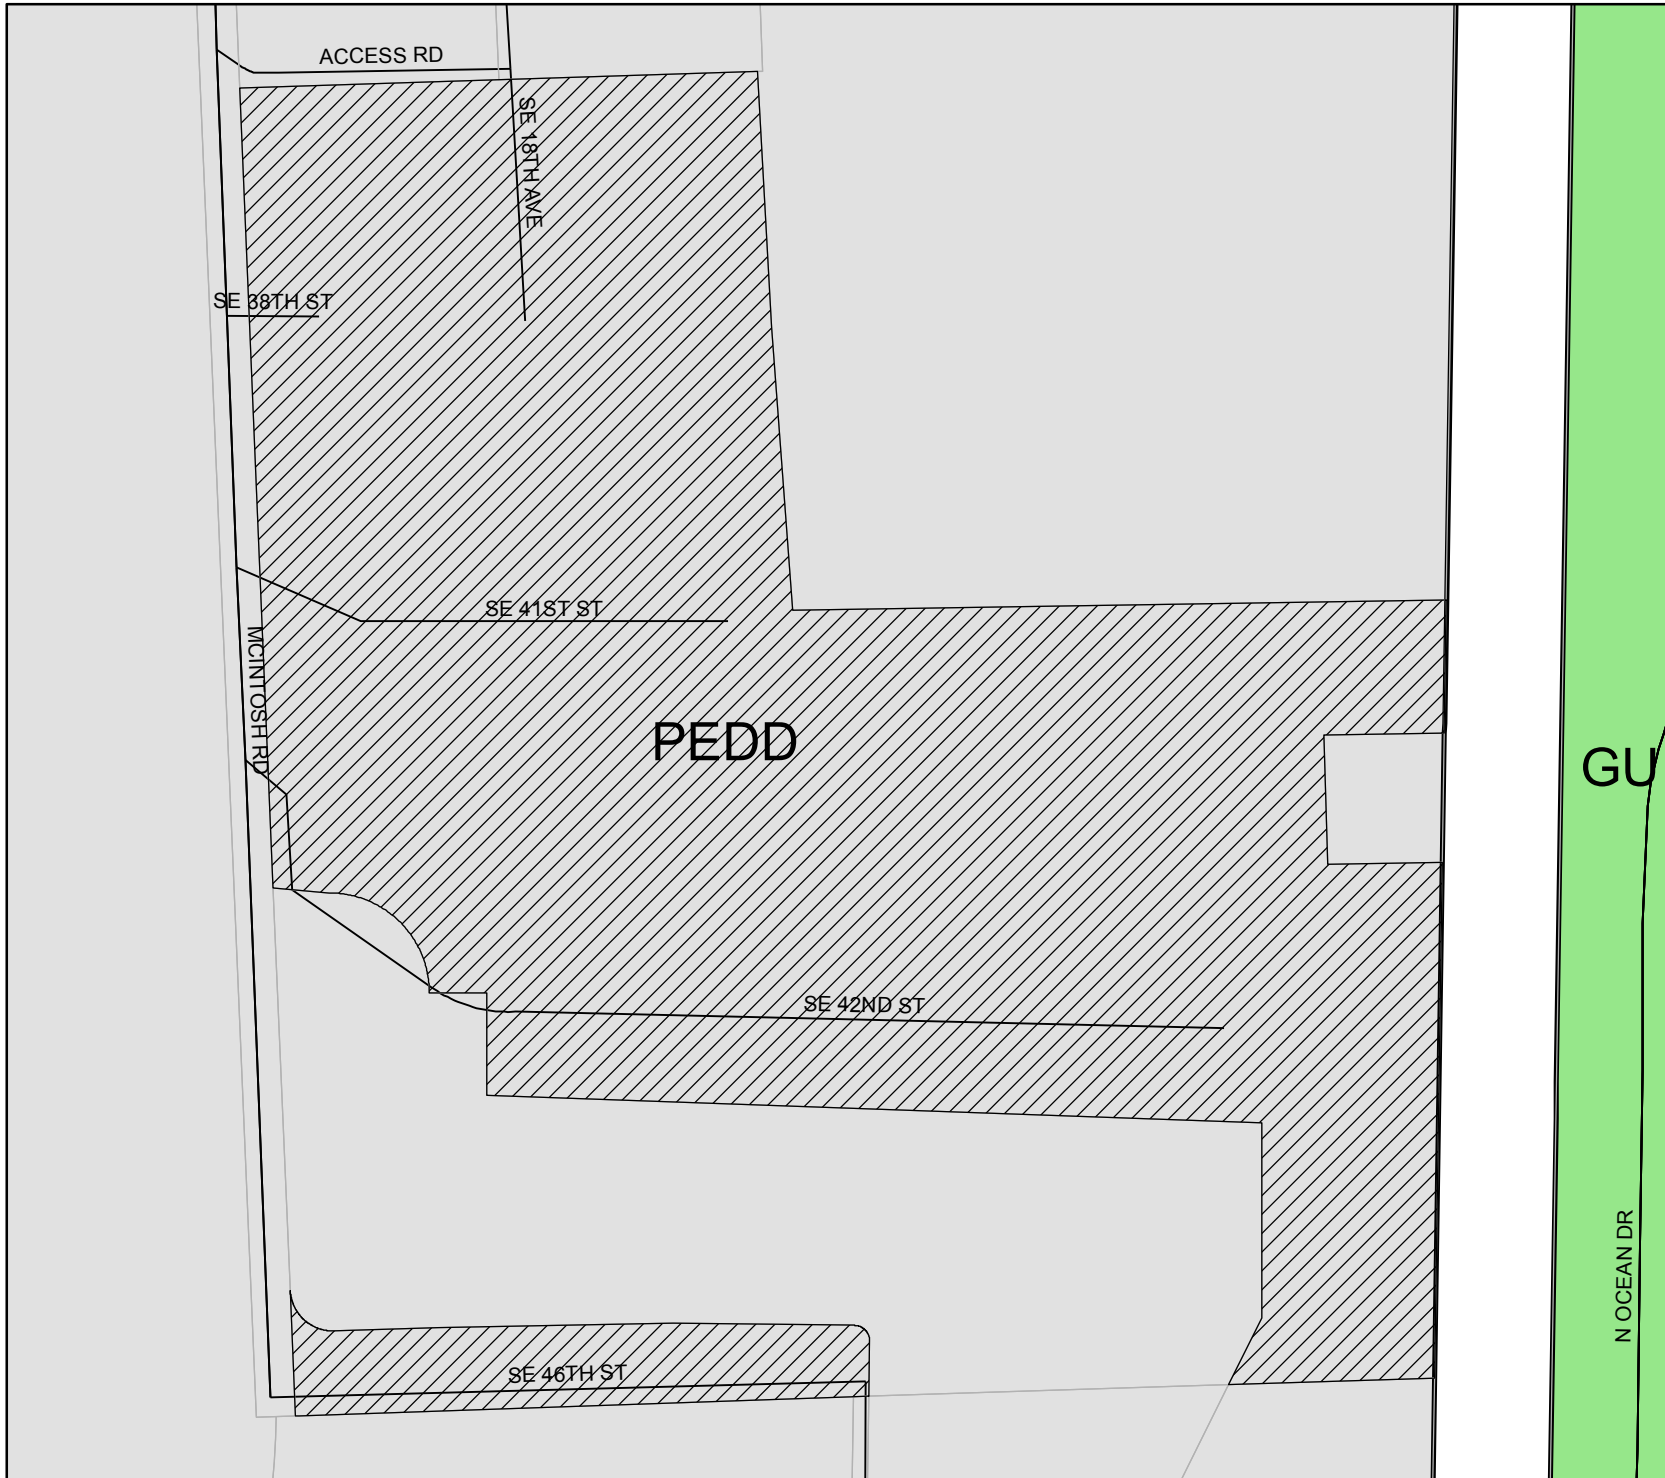 ACCESS RD
SE 18TH AVE
SE 38TH ST
SE 41ST ST
MCINTOSH RD
PEDD
GU
SE 42ND ST
N OCEAN DR
SE 46TH ST